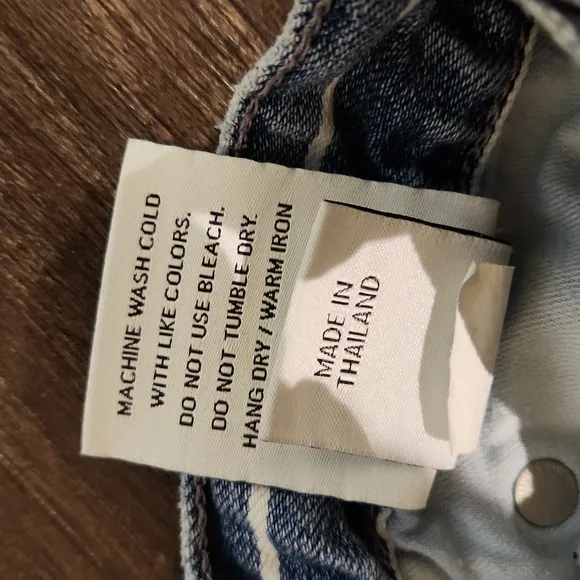 MACHINE WASH COLD
WITH LIKE COLORS.
DO NOT USE BLEACH.
DO NOT TUMBLE DRY.
HANG DRY / WARM IRON
MADE IN
THAILAND